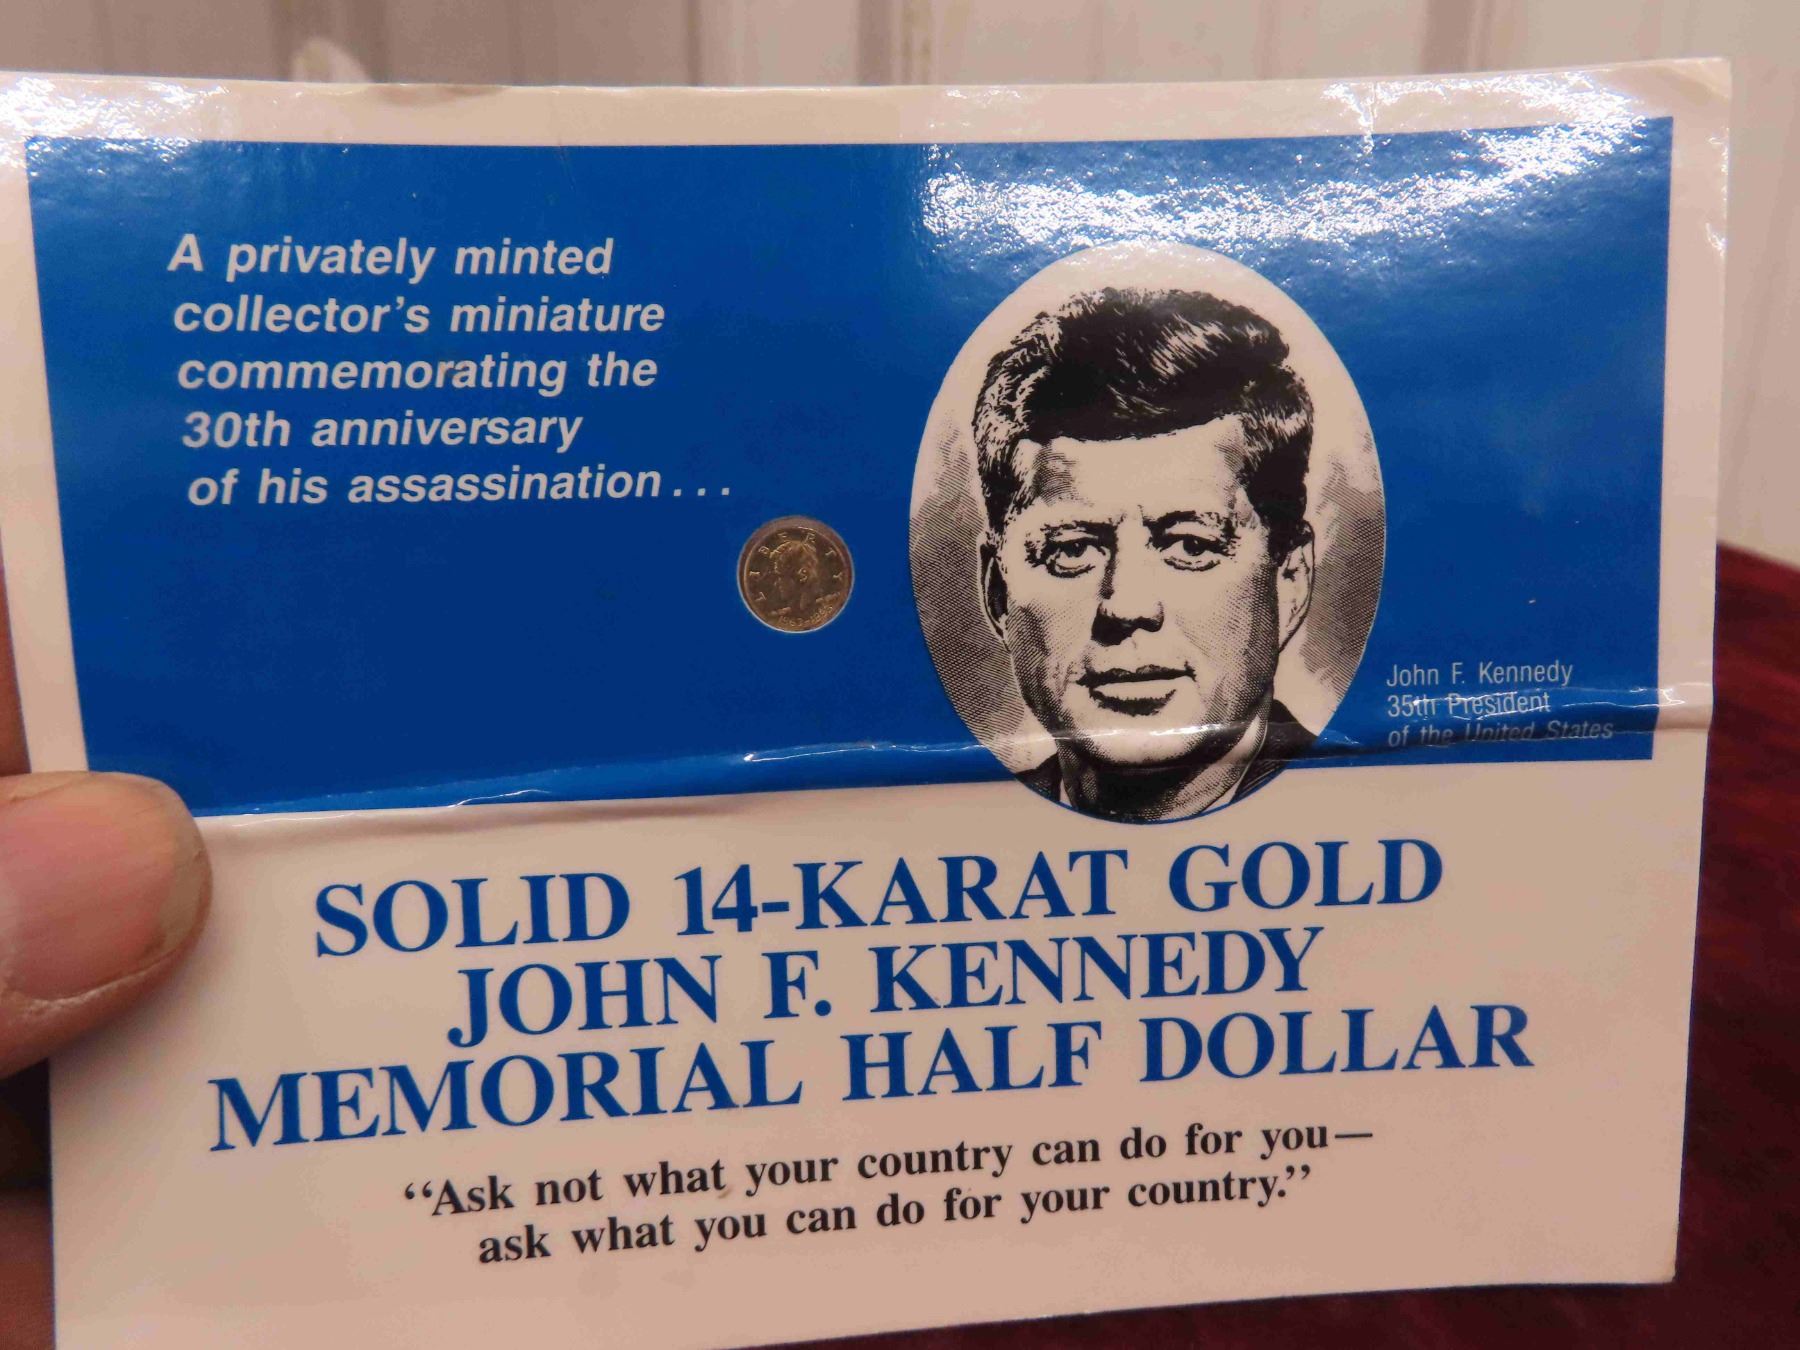 A privately minted
collector's miniature
commemorating the
30th anniversary
of his assassination...
LIBERTY
John F. Kennedy
35th President
of the United States
SOLID 14-KARAT GOLD
JOHN F. KENNEDY
MEMORIAL HALF DOLLAR
“Ask not what your country can do for you—
ask what you can do for your country.”